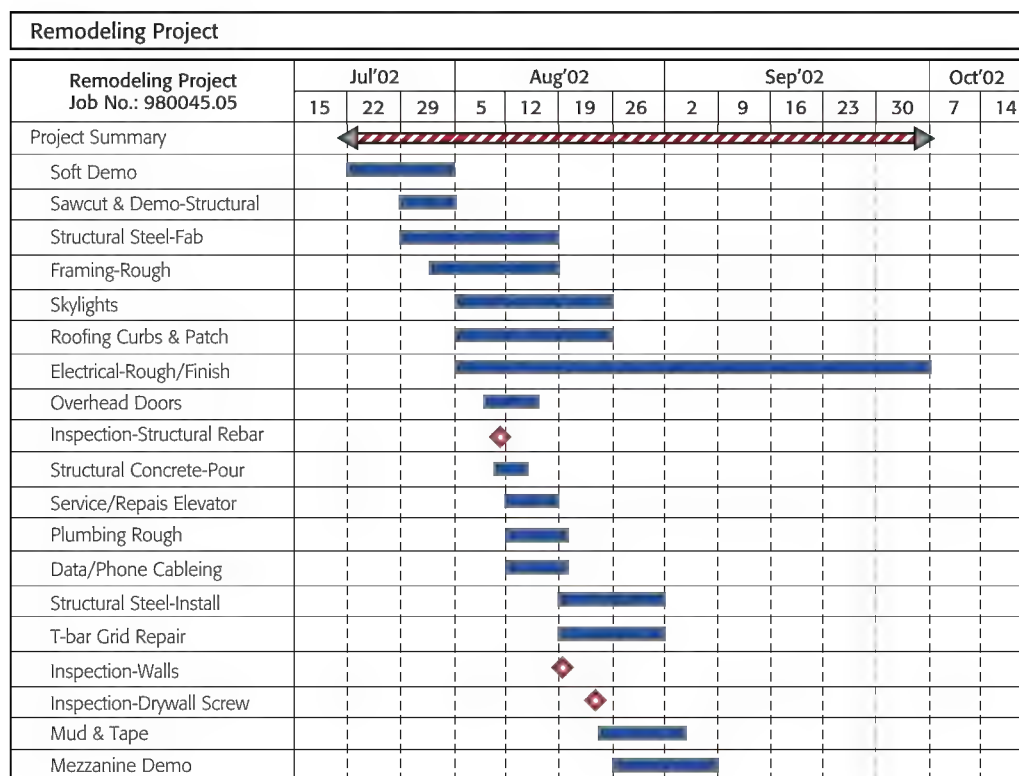 Remodeling Project
Remodeling Project
Job No.: 980045.05
Jul'02 Aug'02 Sep'02 Oct'02
15 22 29 5 12 19 26 2 9 16 23 30 7 14
Project Summary
Soft Demo
Sawcut & Demo-Structural
Structural Steel-Fab
Framing-Rough
Skylights
Roofing Curbs & Patch
Electrical-Rough/Finish
Overhead Doors
Inspection-Structural Rebar
Structural Concrete-Pour
Service/Repais Elevator
Plumbing Rough
Data/Phone Cableing
Structural Steel-Install
T-bar Grid Repair
Inspection-Walls
Inspection-Drywall Screw
Mud & Tape
Mezzanine Demo